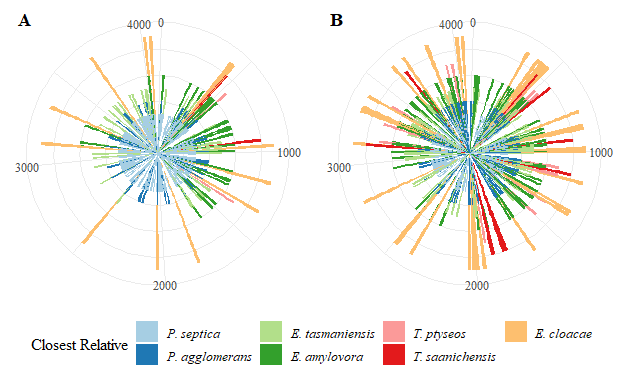 A
B
4000
0
1000
2000
3000
4000
0
1000
2000
3000
Closest Relative
P. septica
E. tasmaniensis
T. ptyseos
E. cloacae
P. agglomerans
E. amylovora
T. saanichensis